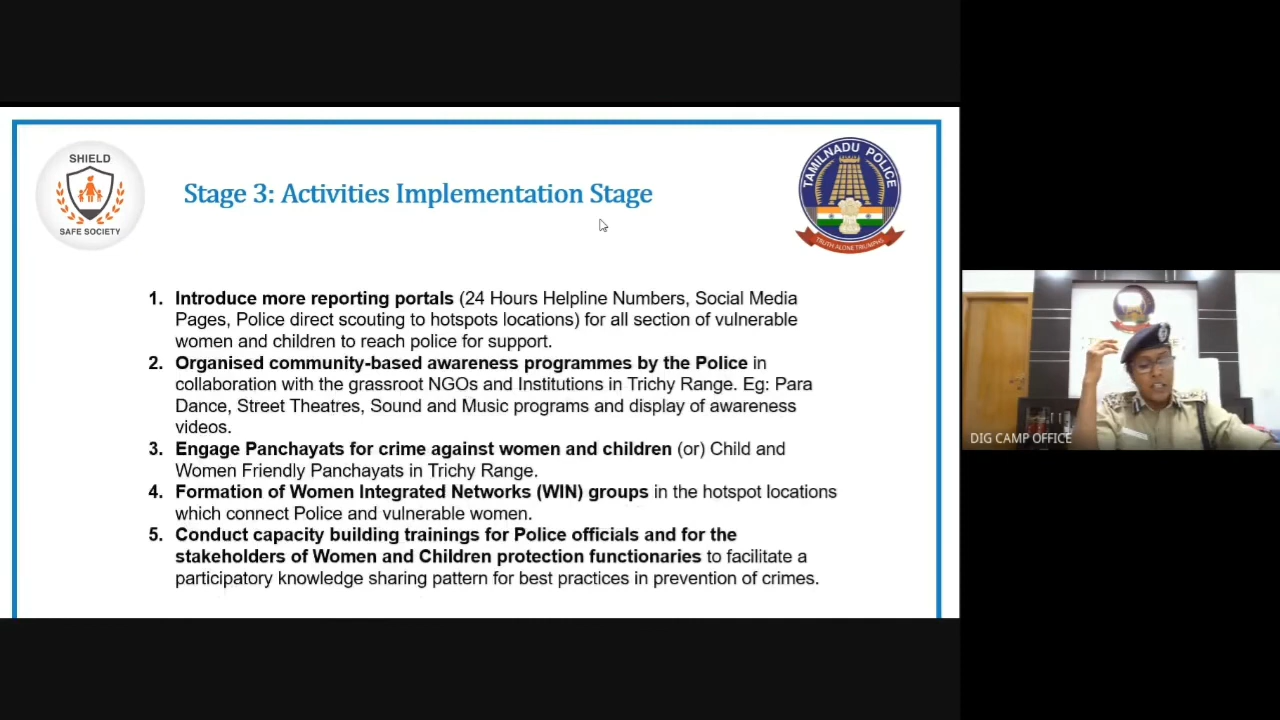 SHIELD
SAFE SOCIETY
Stage 3: Activities Implementation Stage
TAMILNADU POLICE
TRUTH ALONE TRIUMPHS
1. Introduce more reporting portals (24 Hours Helpline Numbers, Social Media
Pages, Police direct scouting to hotspots locations) for all section of vulnerable
women and children to reach police for support.
2. Organised community-based awareness programmes by the Police in
collaboration with the grassroot NGOs and Institutions in Trichy Range. Eg: Para
Dance, Street Theatres, Sound and Music programs and display of awareness
videos.
3. Engage Panchayats for crime against women and children (or) Child and
Women Friendly Panchayats in Trichy Range.
4. Formation of Women Integrated Networks (WIN) groups in the hotspot locations
which connect Police and vulnerable women.
5. Conduct capacity building trainings for Police officials and for the
stakeholders of Women and Children protection functionaries to facilitate a
participatory knowledge sharing pattern for best practices in prevention of crimes.
DIG CAMP OFFICE